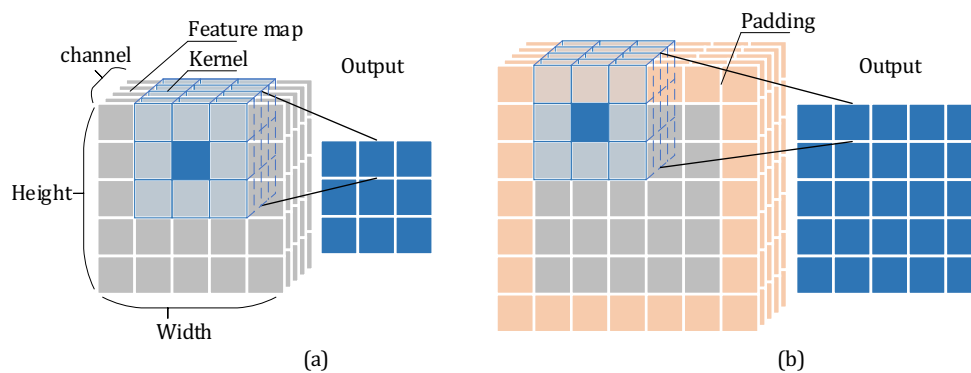 Feature map
channel
Kernel
Output
Height
Width
(a)
Padding
Output
(b)